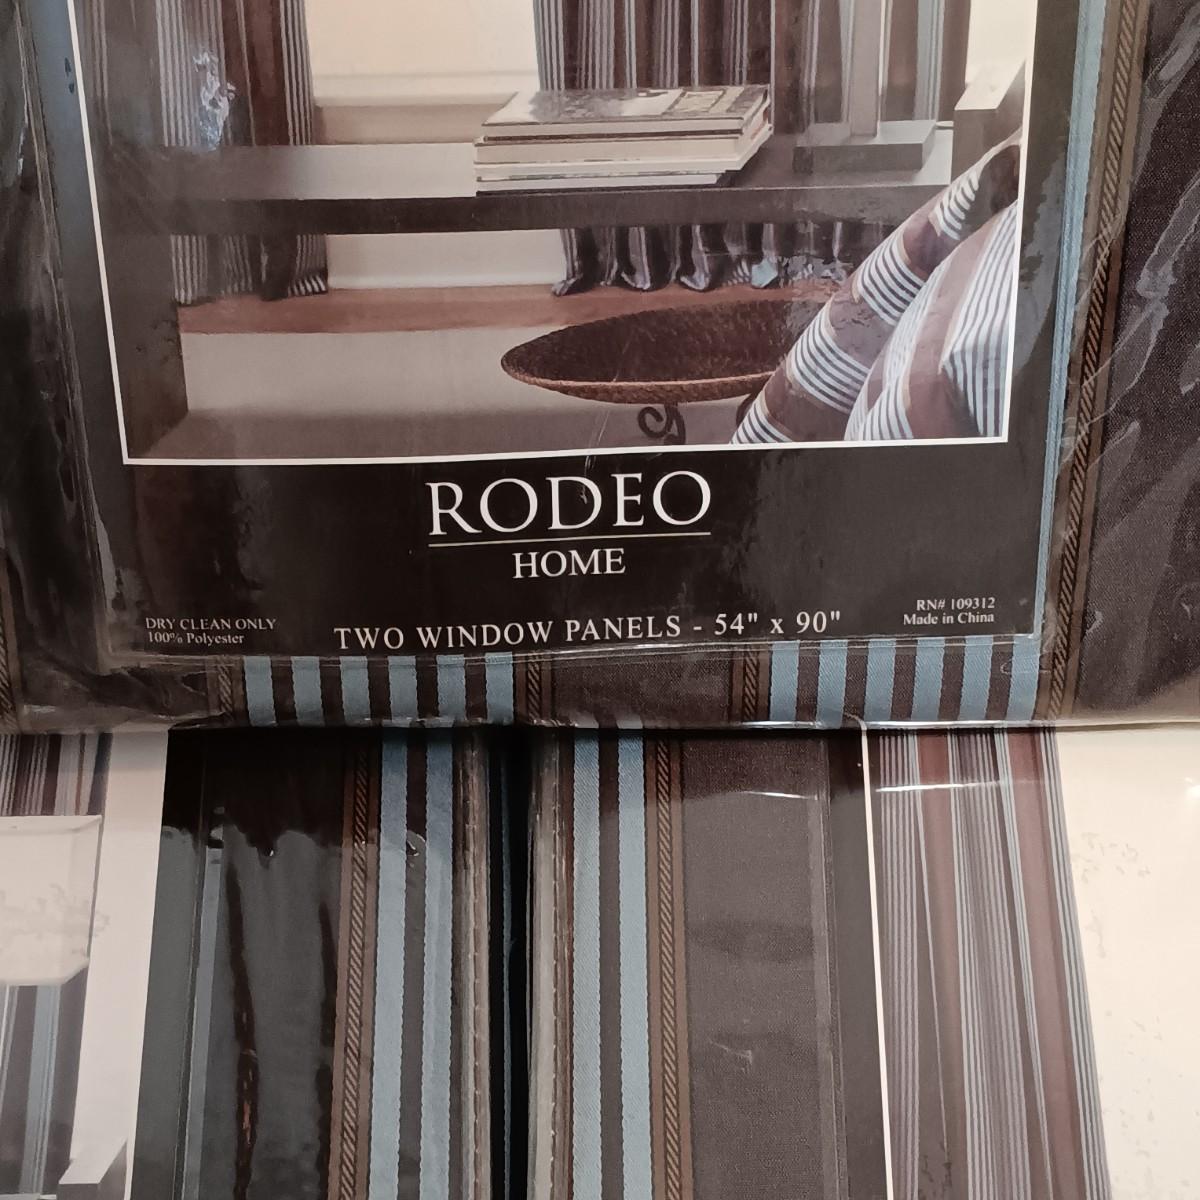 RODEO
HOME
DRY CLEAN ONLY
100% Polyester
TWO WINDOW PANELS - 54" x 90"
RN# 109312
Made in China